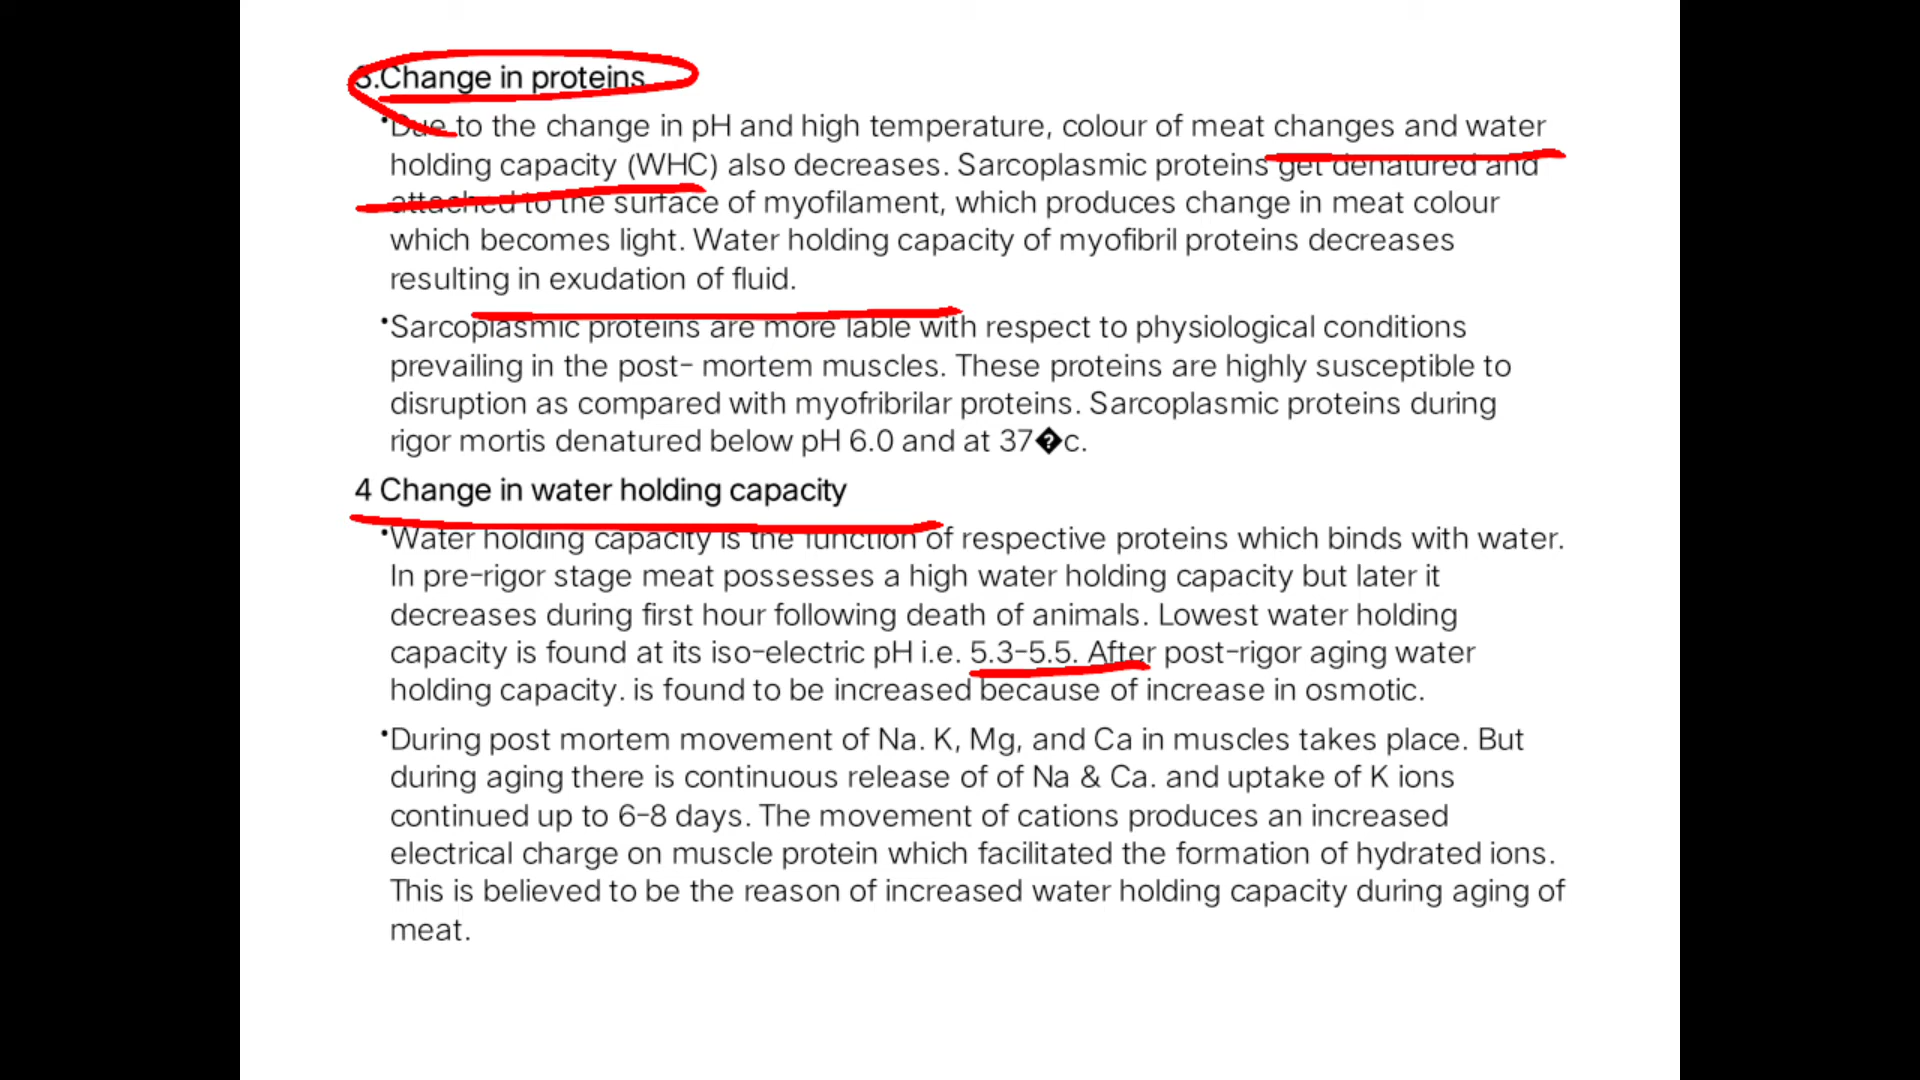 3.Change in proteins
•Due to the change in pH and high temperature, colour of meat changes and water
holding capacity (WHC) also decreases. Sarcoplasmic proteins get denatured and
attached to the surface of myofilament, which produces change in meat colour
which becomes light. Water holding capacity of myofibril proteins decreases
resulting in exudation of fluid.
•Sarcoplasmic proteins are more lable with respect to physiological conditions
prevailing in the post- mortem muscles. These proteins are highly susceptible to
disruption as compared with myofribrilar proteins. Sarcoplasmic proteins during
rigor mortis denatured below pH 6.0 and at 37�c.
4 Change in water holding capacity
•Water holding capacity is the function of respective proteins which binds with water.
In pre-rigor stage meat possesses a high water holding capacity but later it
decreases during first hour following death of animals. Lowest water holding
capacity is found at its iso-electric pH i.e. 5.3-5.5. After post-rigor aging water
holding capacity. is found to be increased because of increase in osmotic.
•During post mortem movement of Na. K, Mg, and Ca in muscles takes place. But
during aging there is continuous release of of Na & Ca. and uptake of K ions
continued up to 6-8 days. The movement of cations produces an increased
electrical charge on muscle protein which facilitated the formation of hydrated ions.
This is believed to be the reason of increased water holding capacity during aging of
meat.